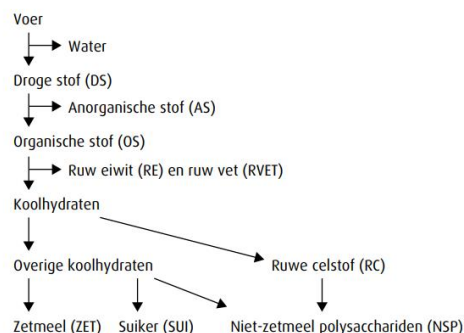 Voer
Water
Droge stof (DS)
Anorganische stof (AS)
Organische stof (OS)
Ruw eiwit (RE) en ruw vet (RVET)
Koolhydraten
Overige koolhydraten
Ruwe celstof (RC)
Zetmeel (ZET)
Suiker (SUI)
Niet-zetmeel polysachariden (NSP)